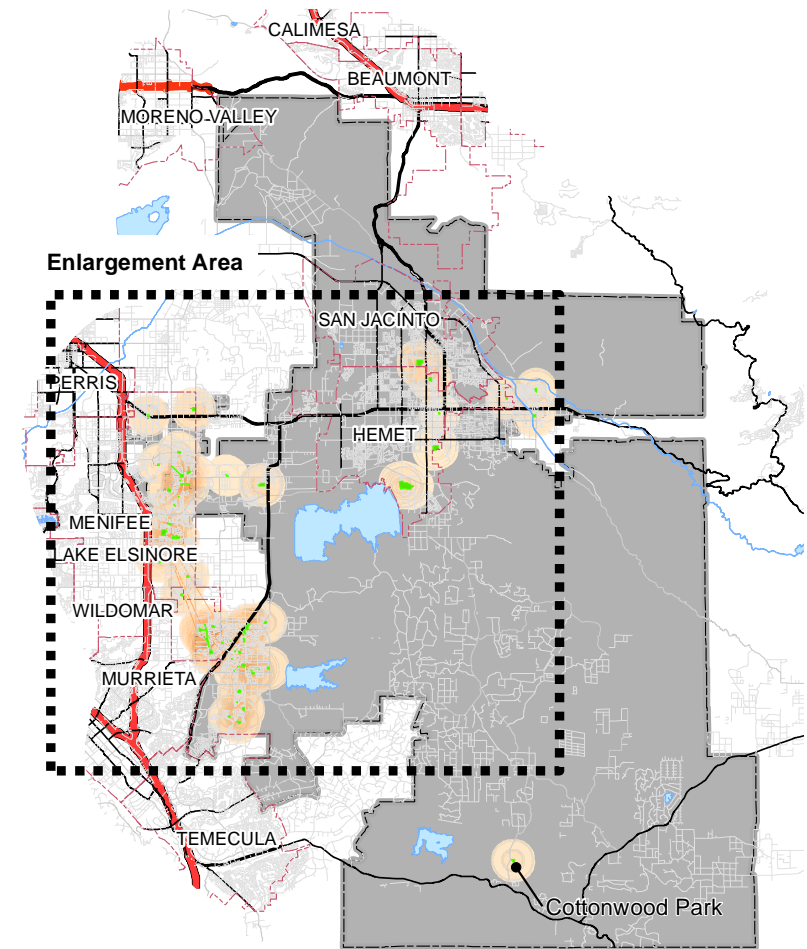 CALIMESA
BEAUMONT
MORENO VALLEY
Enlargement Area
SAN JACINTO
PERRIS
HEMET
MENIFEE
LAKE ELSINORE
WILDOMAR
MURRIETA
TEMECULA
Cottonwood Park